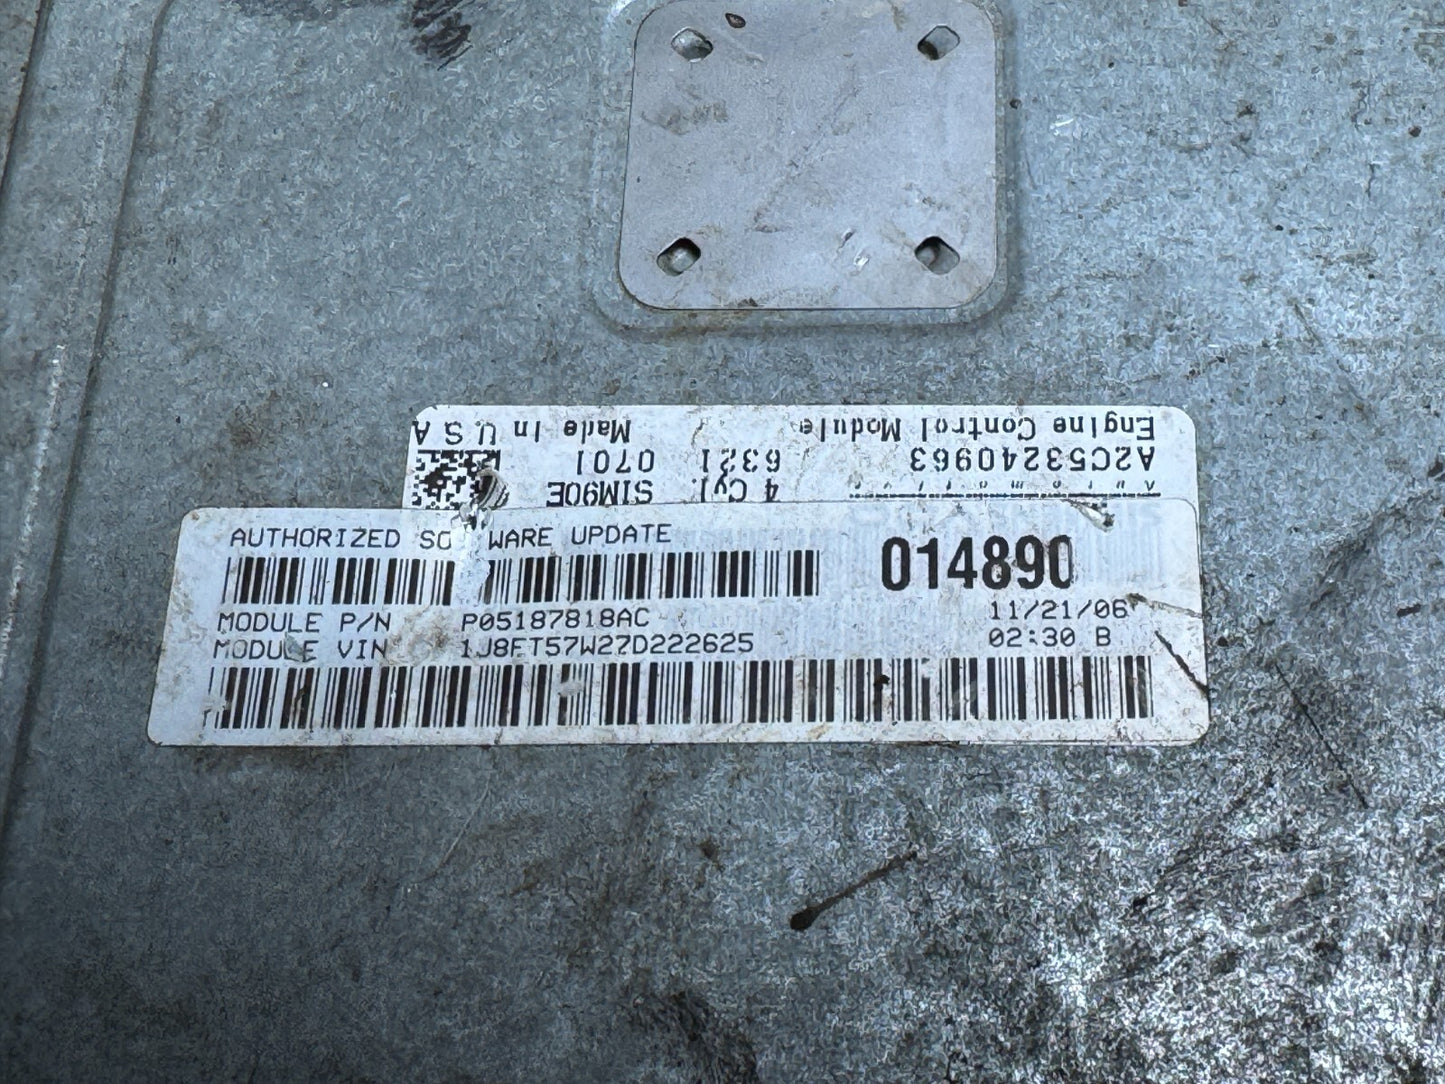 Engine Control Module
Made In U.S.A
A2C53240963
6321
0701
4 Cyl.
SIM90E
AUTHORIZED SO WARE UPDATE
014890
MODULE P/N P05187818AC
11/21/06
MODULE VIN 1J8FT57W27D222625
02:30 B